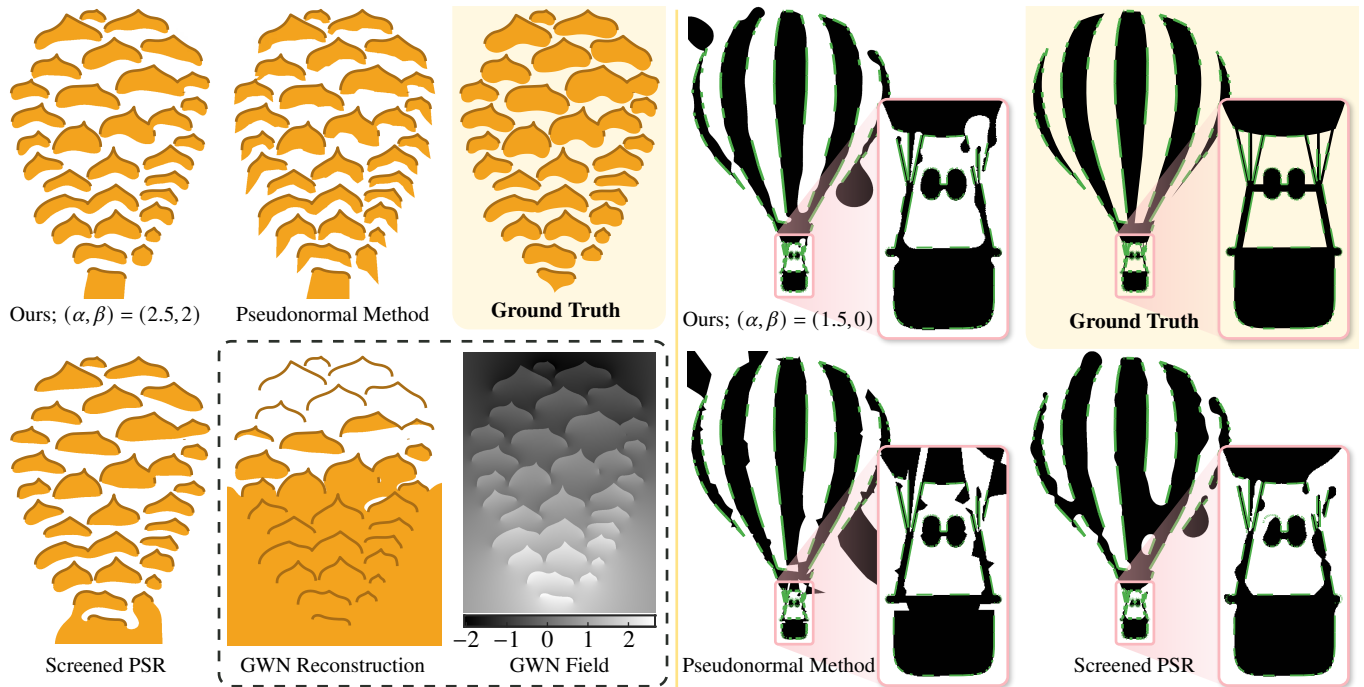 Ours; (α, β) = (2.5, 2)
Pseudonormal Method
Ground Truth
Ours; (α, β) = (1.5, 0)
Ground Truth
−2 −1 0 1 2
Screened PSR
GWN Reconstruction
GWN Field
Pseudonormal Method
Screened PSR